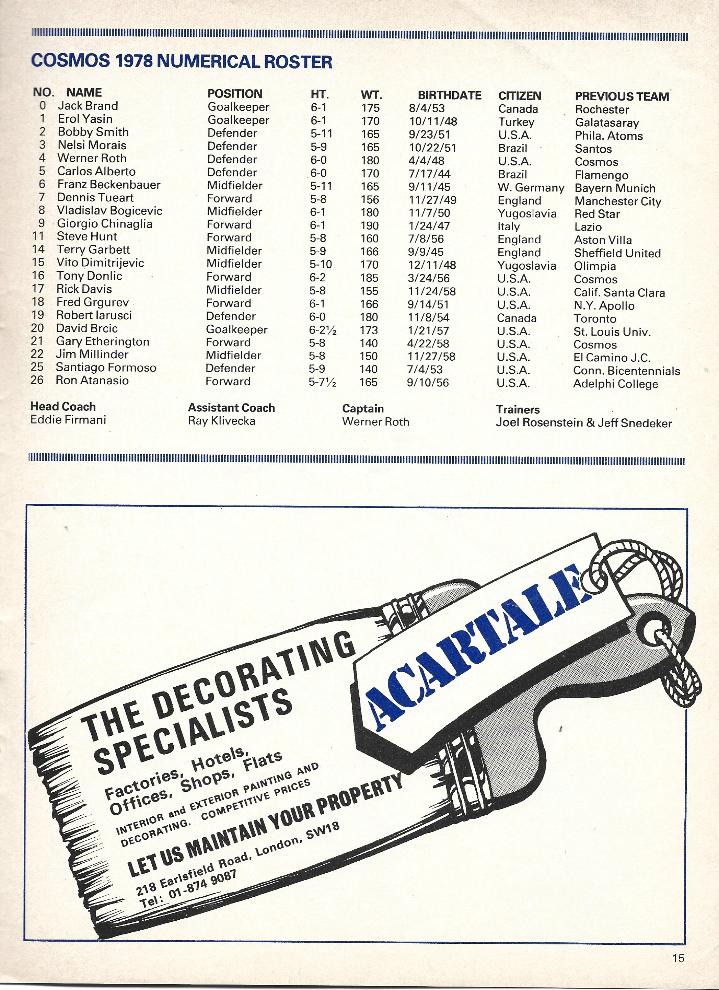 COSMOS 1978 NUMERICAL ROSTER
NO. NAME POSITION HT. WT. BIRTHDATE CITIZEN PREVIOUS TEAM
0 Jack Brand Goalkeeper 6-1 175 8/4/53 Canada Rochester
1 Erol Yasin Goalkeeper 6-1 170 10/11/48 Turkey Galatasaray
2 Bobby Smith Defender 5-11 165 9/23/51 U.S.A. Phila. Atoms
3 Nelsi Morais Defender 5-9 165 10/22/51 Brazil Santos
4 Werner Roth Defender 6-0 180 4/4/48 U.S.A. Cosmos
5 Carlos Alberto Defender 6-0 170 7/17/44 Brazil Flamengo
6 Franz Beckenbauer Midfielder 5-11 165 9/11/45 W. Germany Bayern Munich
7 Dennis Tueart Forward 5-8 156 11/27/49 England Manchester City
8 Vladislav Bogicevic Midfielder 6-1 180 11/7/50 Yugoslavia Red Star
9 Giorgio Chinaglia Forward 6-1 190 1/24/47 Italy Lazio
11 Steve Hunt Forward 5-8 160 7/8/56 England Aston Villa
14 Terry Garbett Midfielder 5-9 166 9/9/45 England Sheffield United
15 Vito Dimitrijevic Midfielder 5-10 170 12/11/48 Yugoslavia Olimpia
16 Tony Donlic Forward 6-2 185 3/24/56 U.S.A. Cosmos
17 Rick Davis Midfielder 5-8 155 11/24/58 U.S.A. Calif. Santa Clara
18 Fred Grgurev Forward 6-1 166 9/14/51 U.S.A. N.Y. Apollo
19 Robert Iarusci Defender 6-0 180 11/8/54 Canada Toronto
20 David Brcic Goalkeeper 6-2½ 173 1/21/57 U.S.A. St. Louis Univ.
21 Gary Etherington Forward 5-8 140 4/22/58 U.S.A. Cosmos
22 Jim Millinder Midfielder 5-8 150 11/27/58 U.S.A. El Camino J.C.
25 Santiago Formoso Defender 5-9 140 7/4/53 U.S.A. Conn. Bicentennials
26 Ron Atanasio Forward 5-7½ 165 9/10/56 U.S.A. Adelphi College
Head Coach Assistant Coach Captain Trainers
Eddie Firmani Ray Klivecka Werner Roth Joel Rosenstein & Jeff Snedeker
ACARTALE
THE DECORATING
SPECIALISTS
Factories, Hotels,
Offices, Shops, Flats
INTERIOR and EXTERIOR PAINTING AND
DECORATING. COMPETITIVE PRICES
LET US MAINTAIN YOUR PROPERTY
218 Earlsfield Road, London, SW18
Tel: 01-874 9087
15